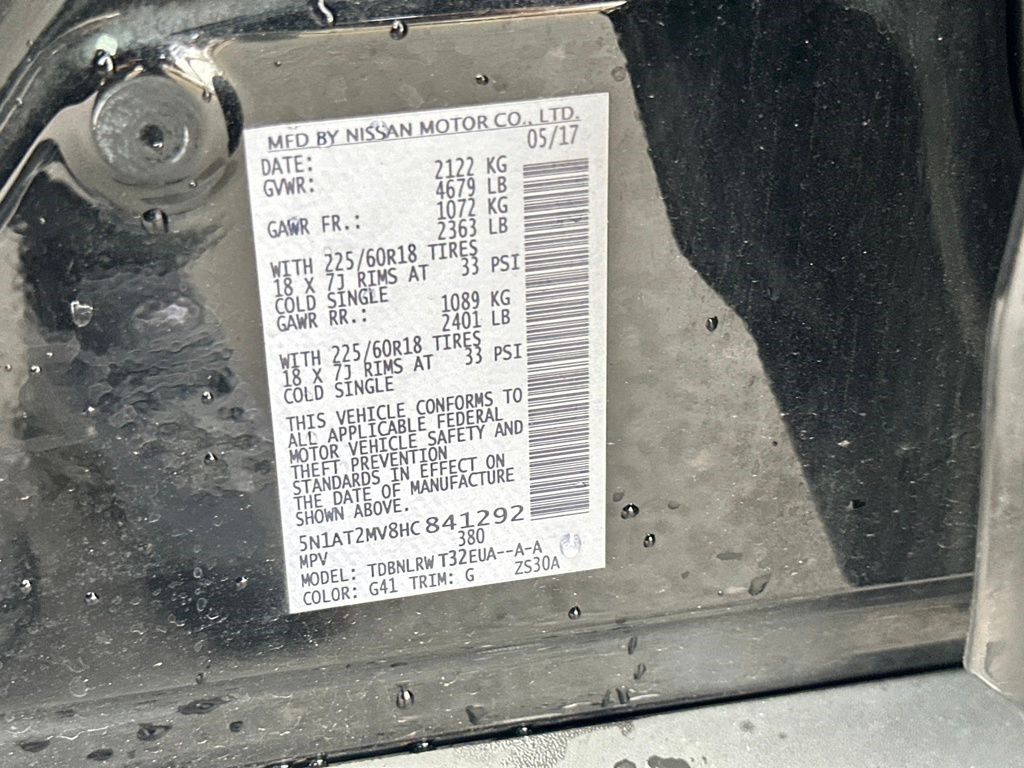 MFD BY NISSAN MOTOR CO., LTD.
DATE: 05/17
GVWR: 2122 KG
4679 LB
GAWR FR.: 1072 KG
2363 LB
WITH 225/60R18 TIRES
18 X 7J RIMS AT 33 PSI
COLD SINGLE
GAWR RR.: 1089 KG
2401 LB
WITH 225/60R18 TIRES
18 X 7J RIMS AT 33 PSI
COLD SINGLE
THIS VEHICLE CONFORMS TO
ALL APPLICABLE FEDERAL
MOTOR VEHICLE SAFETY AND
THEFT PREVENTION
STANDARDS IN EFFECT ON
THE DATE OF MANUFACTURE
SHOWN ABOVE.
5N1AT2MV8HC841292
MPV 380
MODEL: TDBNLRW T32EUA--A-A
COLOR: G41 TRIM: G ZS30A